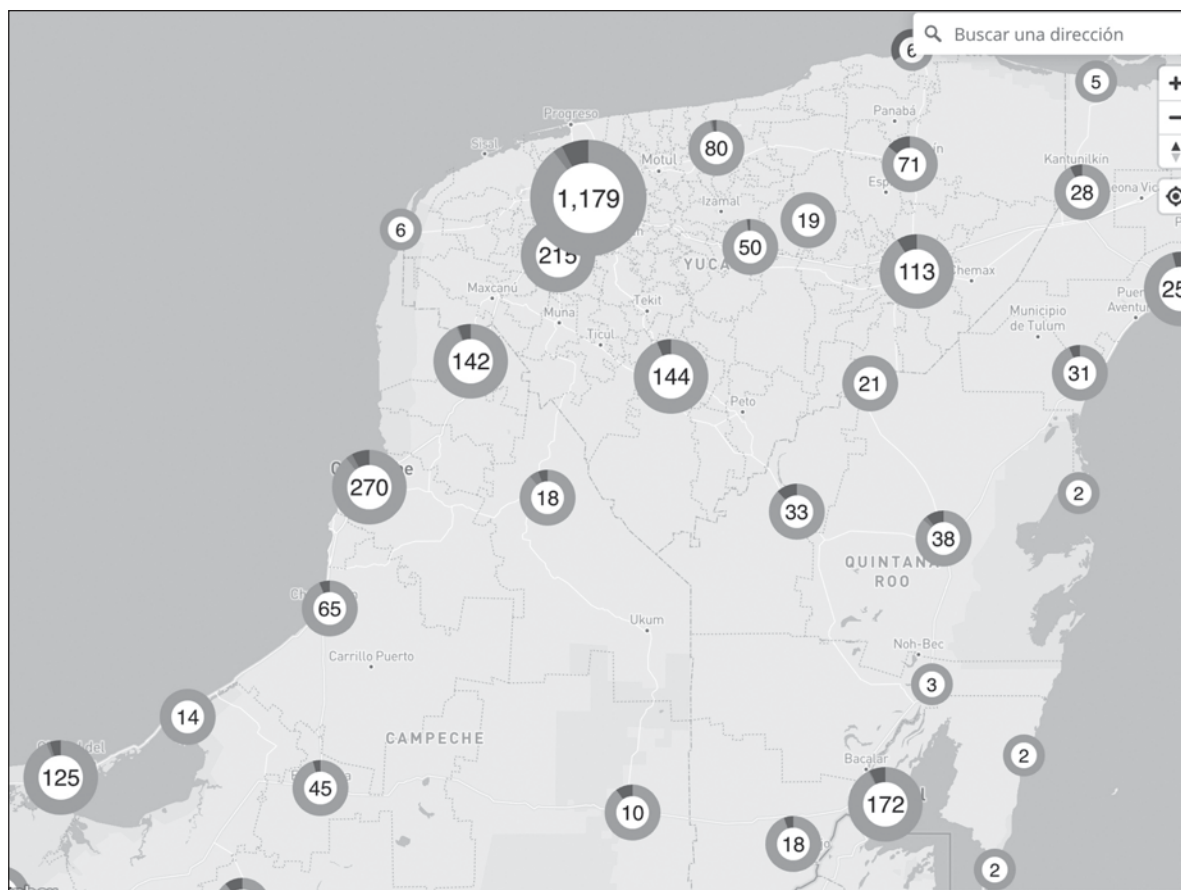 Buscar una dirección
6
5
Progreso
Panabá
Sisal
80
Motul
71
Kantunilkín
28
1,179
Izamal
19
6
50
215
YUCA
113
Chemax
Maxcanú
Tekit
25
Muna
Municipio
de Tulum
Ticul
142
144
21
31
Peto
270
18
2
33
38
QUINTANA
ROO
65
Ukum
Noh-Bec
Carrillo Puerto
3
14
CAMPECHE
2
Bacalar
125
45
172
10
18
2